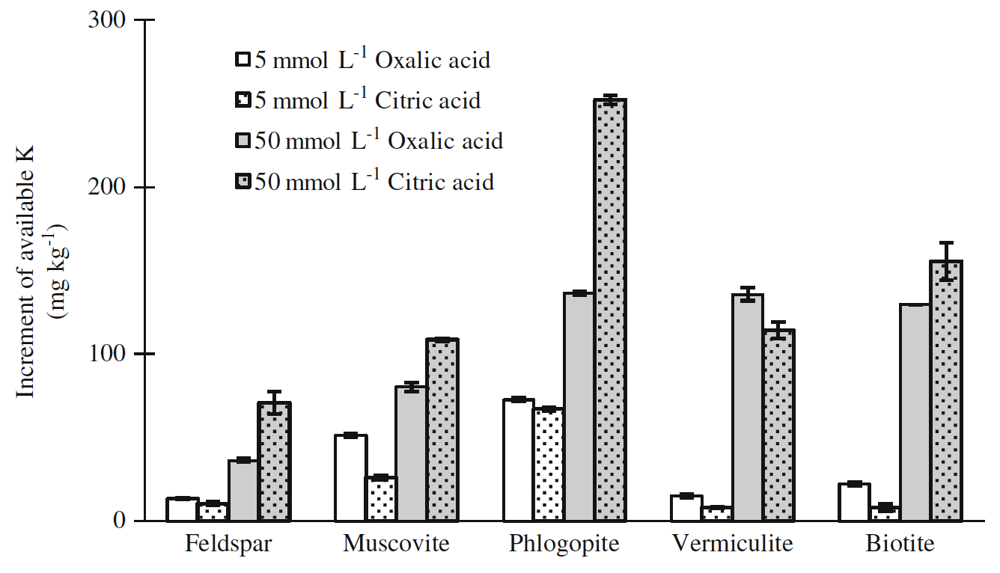 300
200
100
0
Increment of available K
(mg kg-1)
5 mmol L-1 Oxalic acid
5 mmol L-1 Citric acid
50 mmol L-1 Oxalic acid
50 mmol L-1 Citric acid
Feldspar Muscovite Phlogopite Vermiculite Biotite